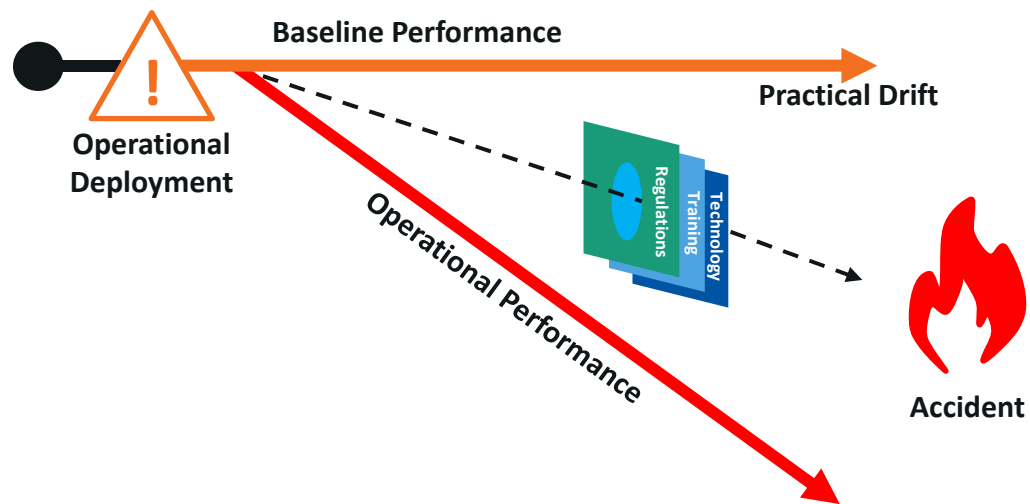 Baseline Performance
Practical Drift
!
Operational
Deployment
Operational Performance
Regulations
Training
Technology
Accident